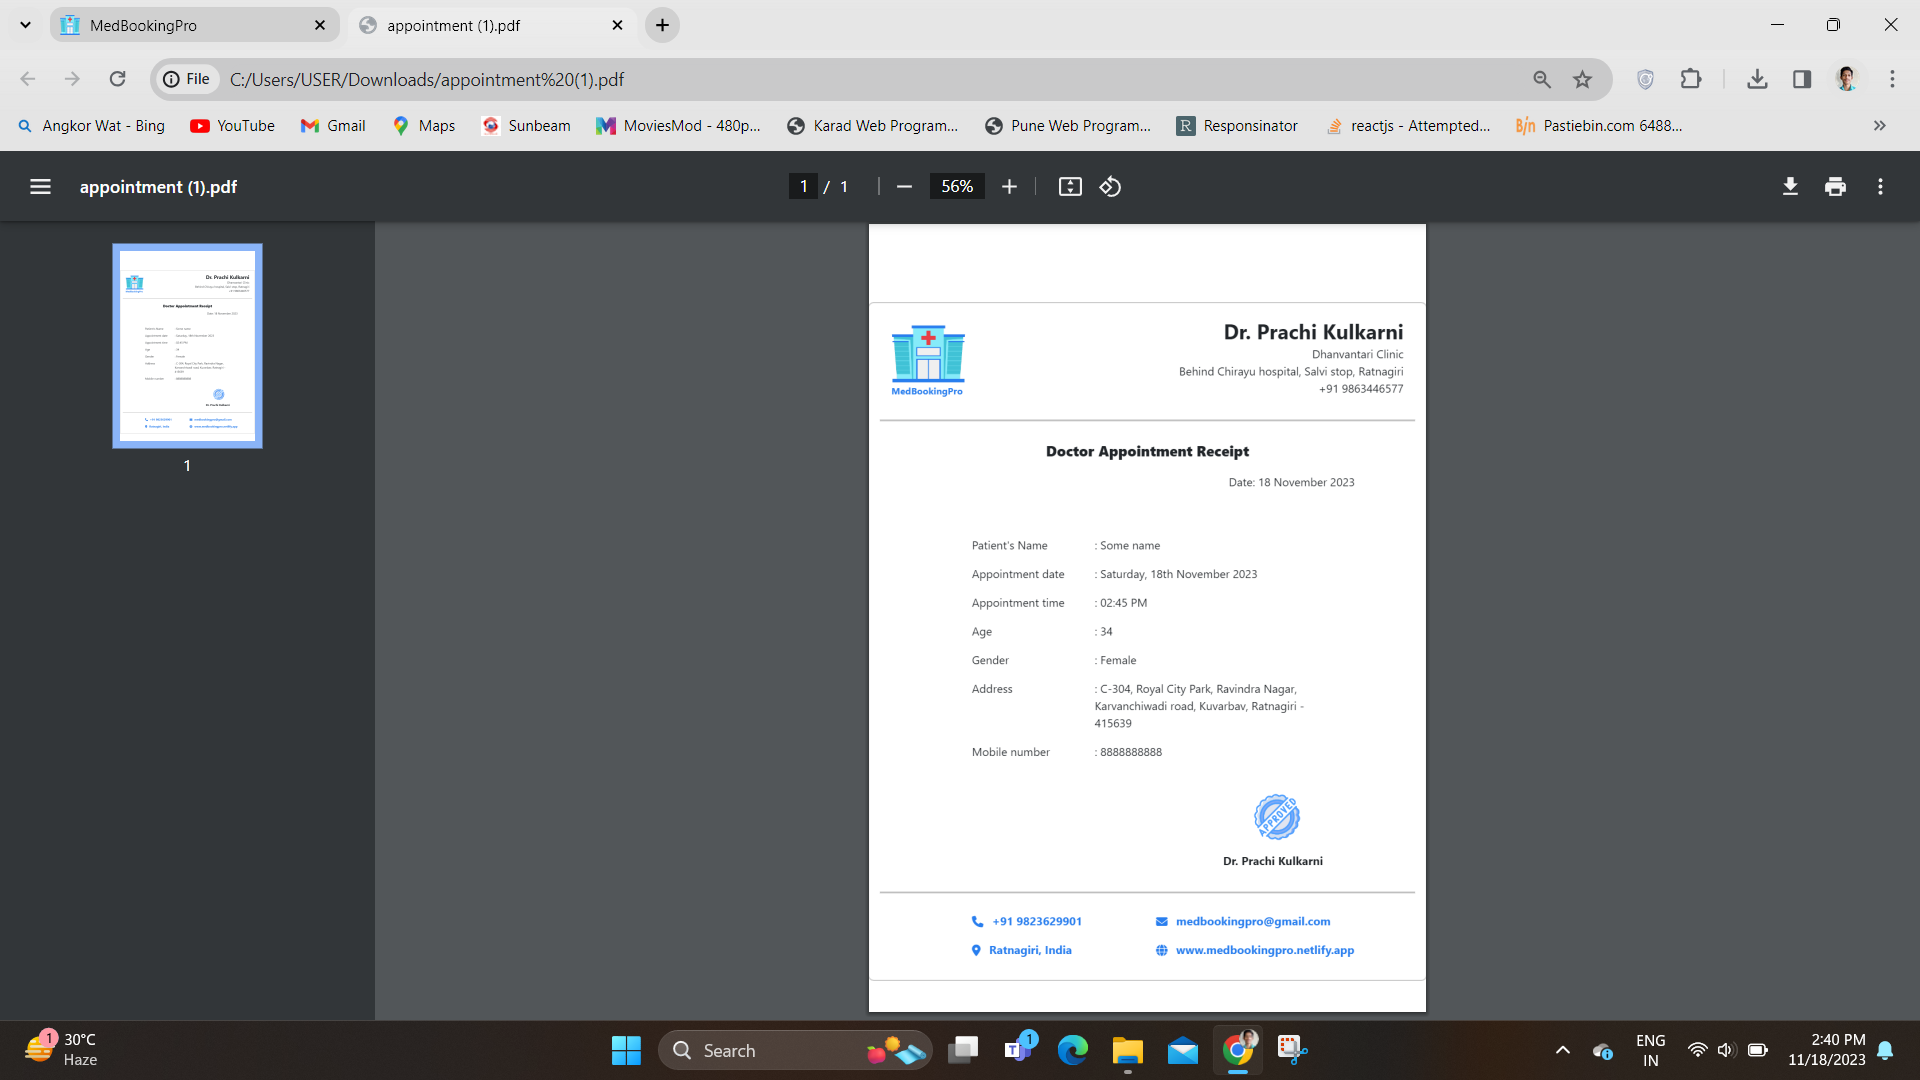 MedBookingPro
appointment (1).pdf
File
C:/Users/USER/Downloads/appointment%20(1).pdf
Angkor Wat - Bing
YouTube
Gmail
Maps
Sunbeam
MoviesMod - 480p...
Karad Web Program...
Pune Web Program...
R
Responsinator
reactjs - Attempted...
B/n
Pastiebin.com 6488...
appointment (1).pdf
1 / 1
56%
1
MedBookingPro
Dr. Prachi Kulkarni
Dhanvantari Clinic
Behind Chirayu hospital, Salvi stop, Ratnagiri
+91 9863446577
Doctor Appointment Receipt
Date: 18 November 2023
Patient's Name : Some name
Appointment date : Saturday, 18th November 2023
Appointment time : 02:45 PM
Age : 34
Gender : Female
Address : C-304, Royal City Park, Ravindra Nagar,
Karvanchiwadi road, Kuvarbav, Ratnagiri -
415639
Mobile number : 8888888888
APPROVED
Dr. Prachi Kulkarni
+91 9823629901
medbookingpro@gmail.com
Ratnagiri, India
www.medbookingpro.netlify.app
1
30°C
Haze
Search
1
ENG
IN
2:40 PM
11/18/2023